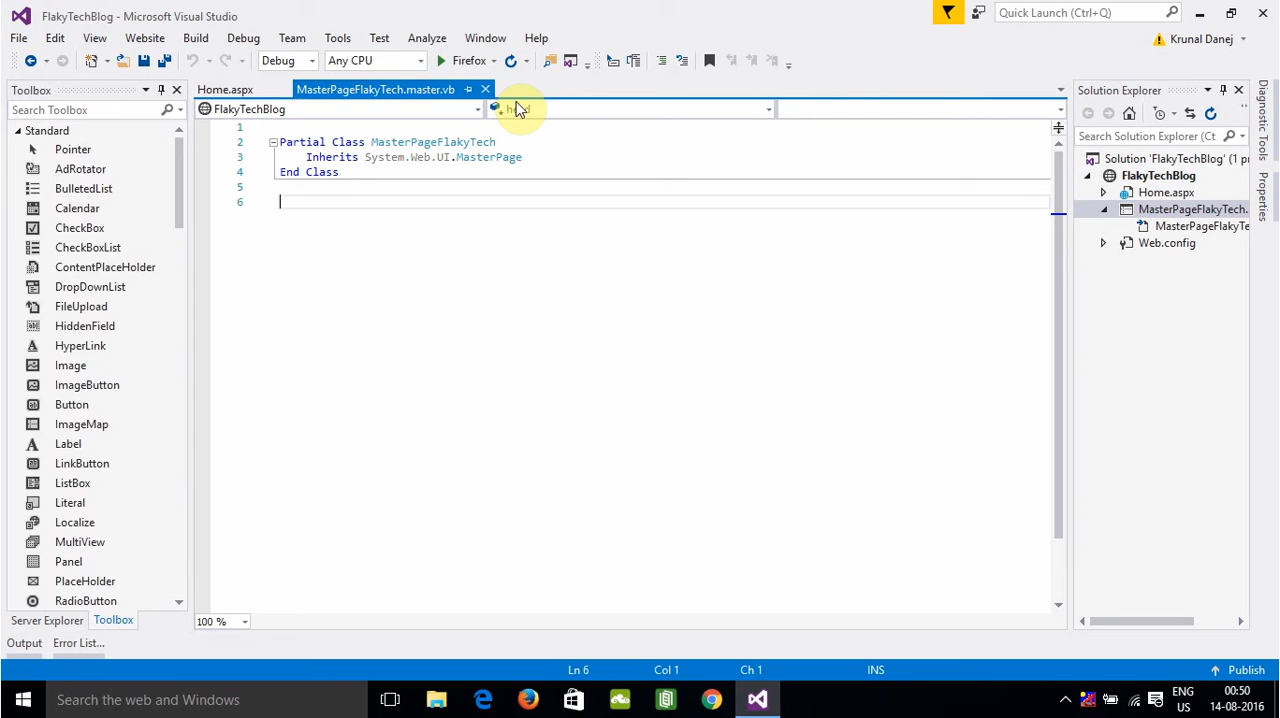 FlakyTechBlog - Microsoft Visual Studio
Quick Launch (Ctrl+Q)
File Edit View Website Build Debug Team Tools Test Analyze Window Help
Krunal Danej
Debug Any CPU Firefox
Toolbox
Search Toolbox
Standard
Pointer
AdRotator
BulletedList
Calendar
CheckBox
CheckBoxList
ContentPlaceHolder
DropDownList
FileUpload
HiddenField
HyperLink
Image
ImageButton
Button
ImageMap
Label
LinkButton
ListBox
Literal
Localize
MultiView
Panel
PlaceHolder
RadioButton
Server Explorer Toolbox
Output Error List...
Home.aspx MasterPageFlakyTech.master.vb
FlakyTechBlog
1
2 Partial Class MasterPageFlakyTech
3 Inherits System.Web.UI.MasterPage
4 End Class
5
6
100 %
Solution Explorer
Search Solution Explorer
Solution 'FlakyTechBlog' (1 pr
FlakyTechBlog
Home.aspx
MasterPageFlakyTech.
MasterPageFlakyTe
Web.config
Diagnostic Tools
Properties
Ln 6 Col 1 Ch 1 INS Publish
Search the web and Windows
ENG
US
00:50
14-08-2016